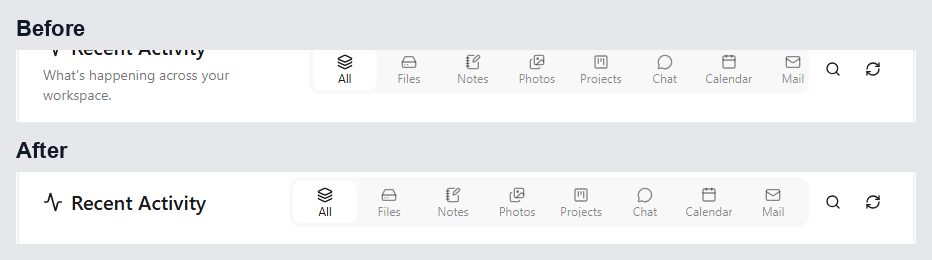 Before
Recent Activity
What's happening across your
workspace.
All Files Notes Photos Projects Chat Calendar Mail
After
Recent Activity
All Files Notes Photos Projects Chat Calendar Mail